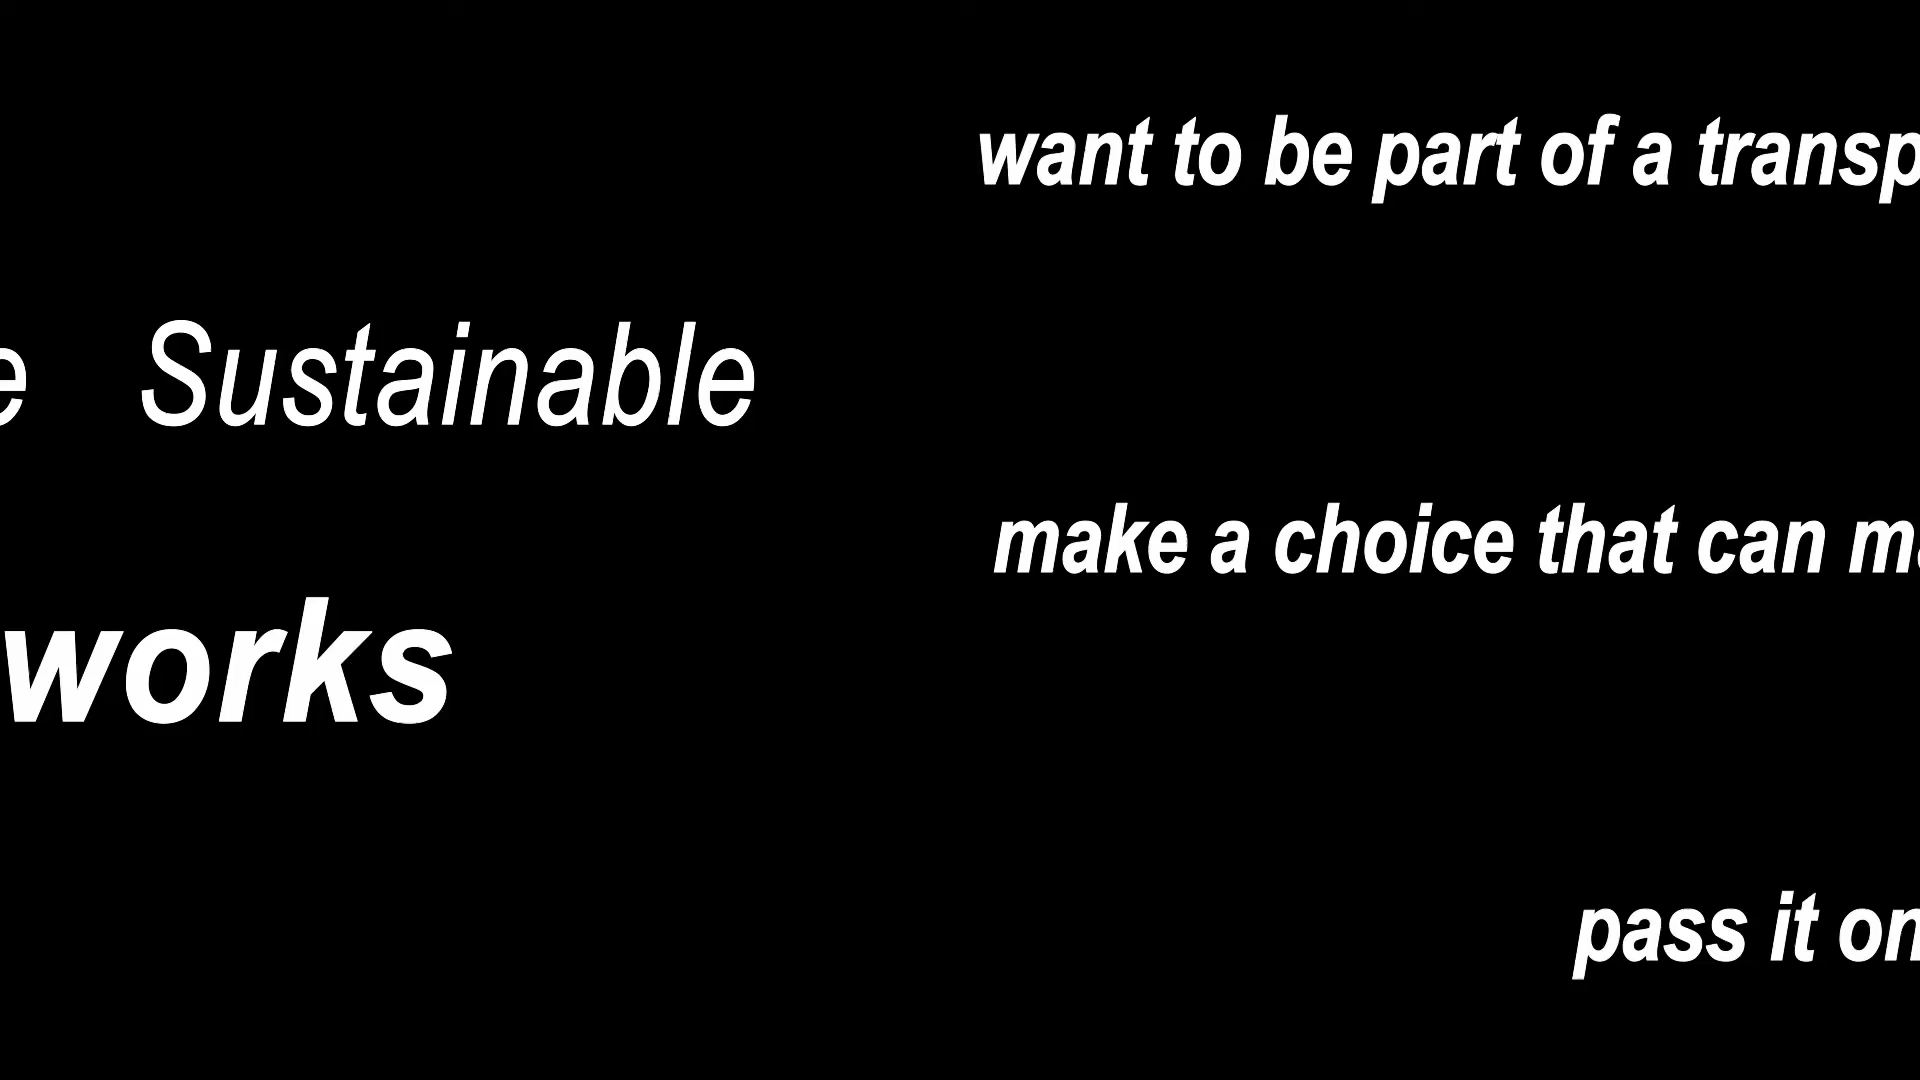 want to be part of a transp
e Sustainable
make a choice that can m
works
pass it on